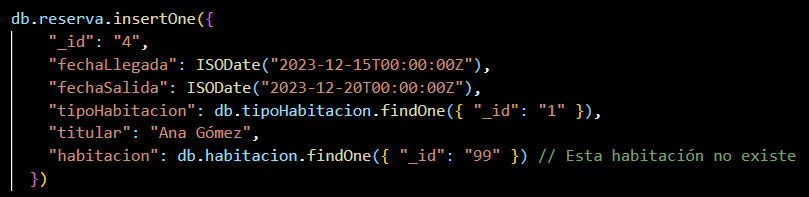 db.reserva.insertOne({
    "_id": "4",
    "fechaLlegada": ISODate("2023-12-15T00:00:00Z"),
    "fechaSalida": ISODate("2023-12-20T00:00:00Z"),
    "tipoHabitacion": db.tipoHabitacion.findOne({ "_id": "1" }),
    "titular": "Ana Gómez",
    "habitacion": db.habitacion.findOne({ "_id": "99" }) // Esta habitación no existe
  })